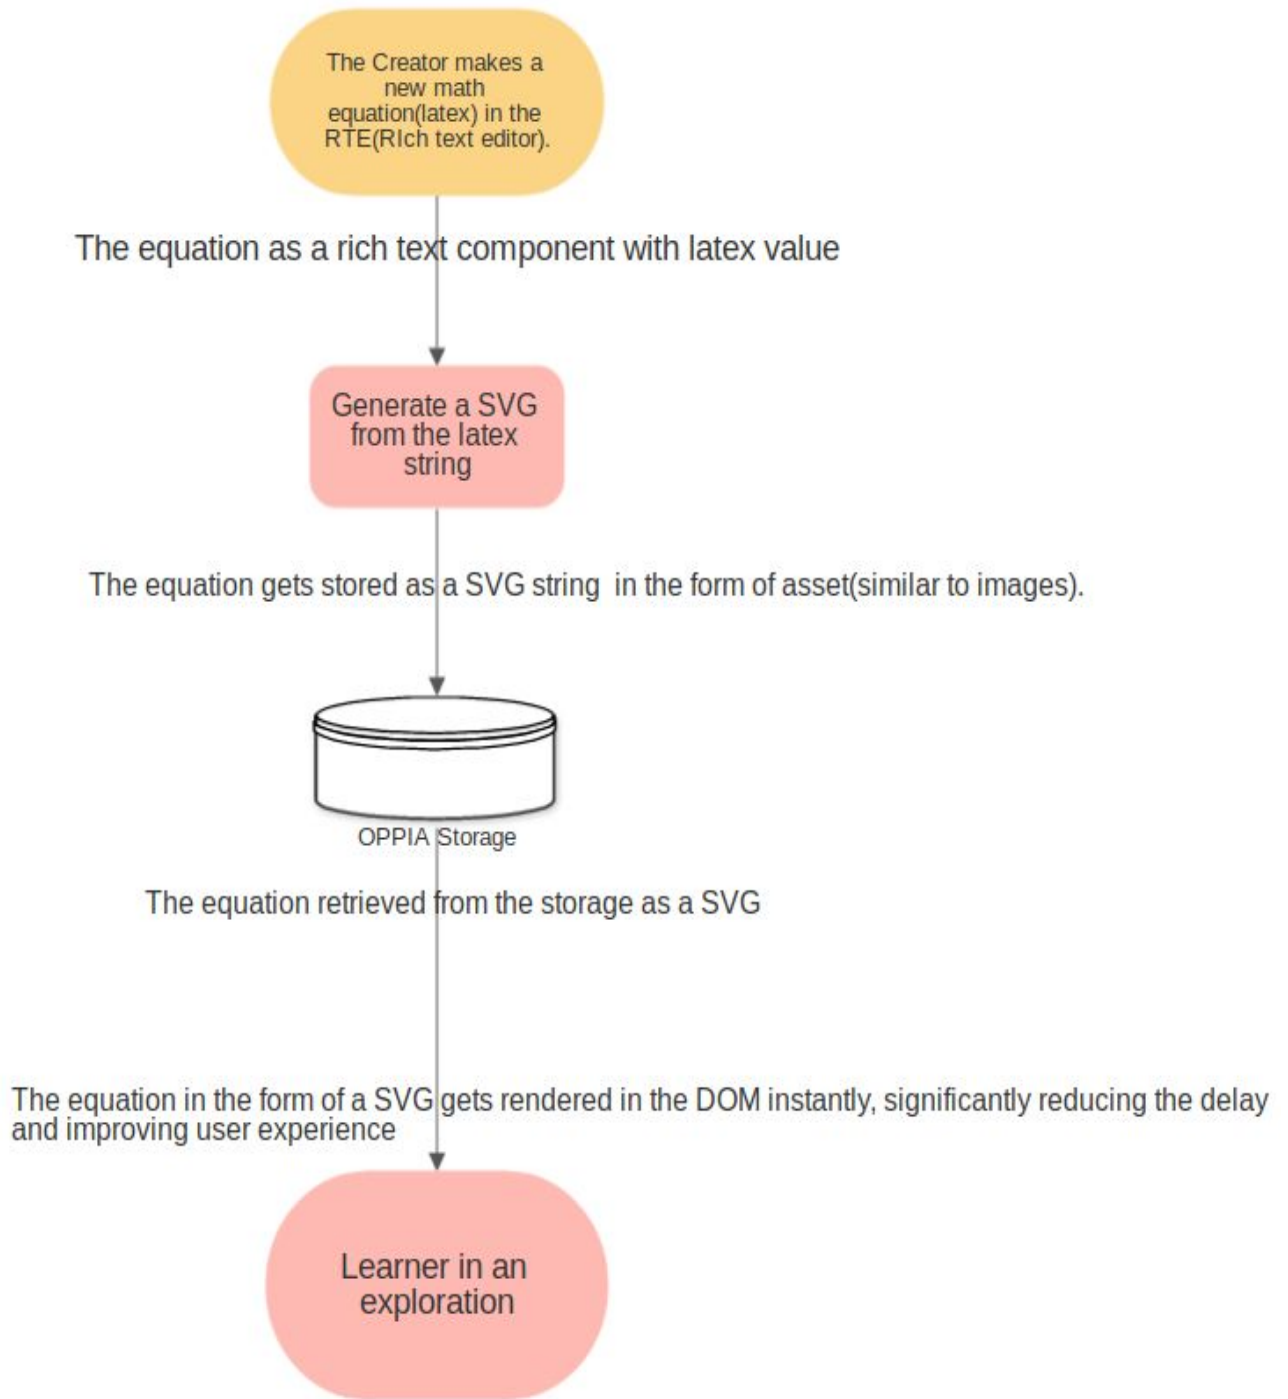 The Creator makes a
new math
equation(latex) in the
RTE(RIch text editor).
The equation as a rich text component with latex value
Generate a SVG
from the latex
string
The equation gets stored as a SVG string  in the form of asset(similar to images).
OPPIA Storage
The equation retrieved from the storage as a SVG
The equation in the form of a SVG gets rendered in the DOM instantly, significantly reducing the delay
and improving user experience
Learner in an
exploration